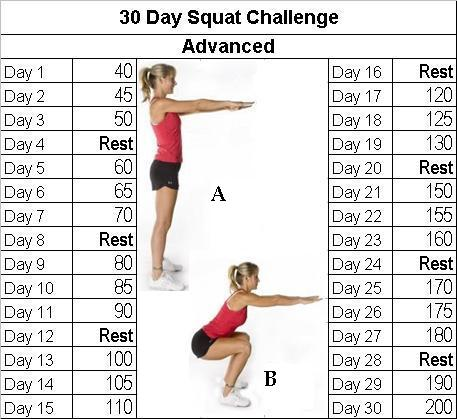 30 Day Squat Challenge
Advanced
Day 1 40
Day 2 45
Day 3 50
Day 4 Rest
Day 5 60
Day 6 65
Day 7 70
Day 8 Rest
Day 9 80
Day 10 85
Day 11 90
Day 12 Rest
Day 13 100
Day 14 105
Day 15 110
A
B
Day 16 Rest
Day 17 120
Day 18 125
Day 19 130
Day 20 Rest
Day 21 150
Day 22 155
Day 23 160
Day 24 Rest
Day 25 170
Day 26 175
Day 27 180
Day 28 Rest
Day 29 190
Day 30 200